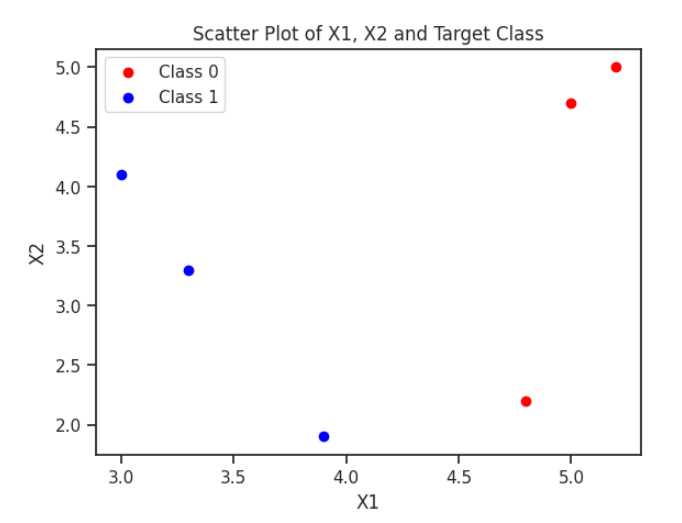 Scatter Plot of X1, X2 and Target Class
Class 0
Class 1
5.0
4.5
4.0
3.5
3.0
2.5
2.0
X2
3.0 3.5 4.0 4.5 5.0
X1